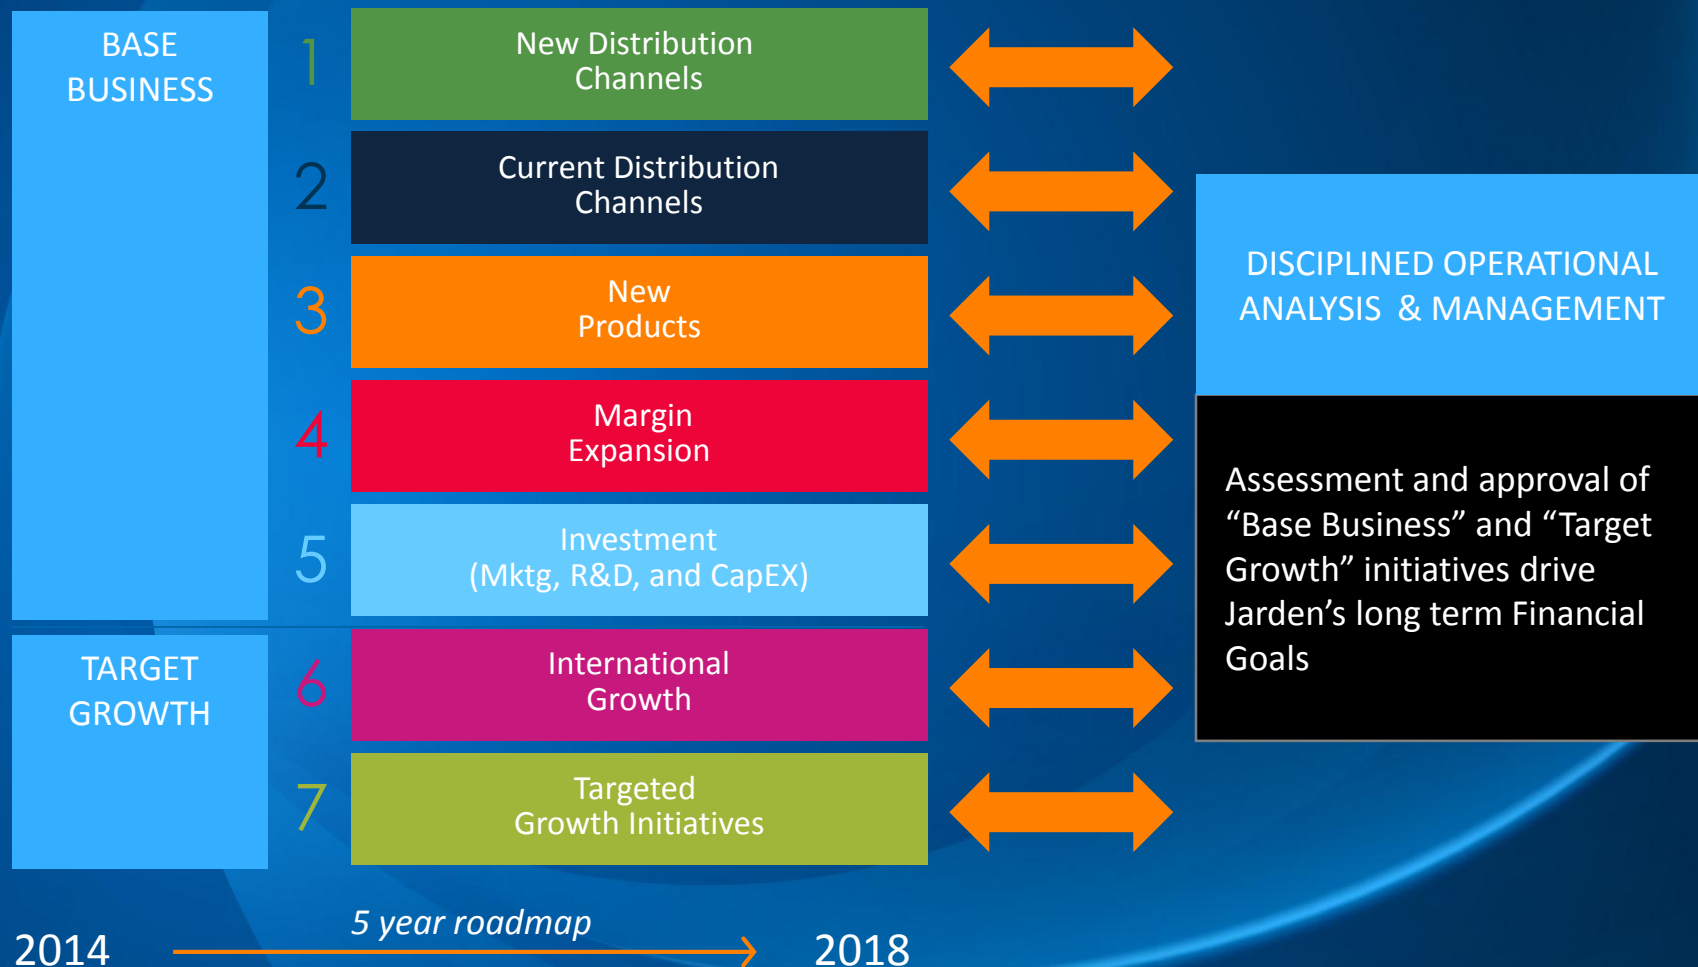 BASE
BUSINESS
1
New Distribution
Channels
2
Current Distribution
Channels
3
New
Products
4
Margin
Expansion
5
Investment
(Mktg, R&D, and CapEX)
TARGET
GROWTH
6
International
Growth
7
Targeted
Growth Initiatives
DISCIPLINED OPERATIONAL
ANALYSIS & MANAGEMENT
Assessment and approval of
“Base Business” and “Target
Growth” initiatives drive
Jarden’s long term Financial
Goals
2014
5 year roadmap
2018